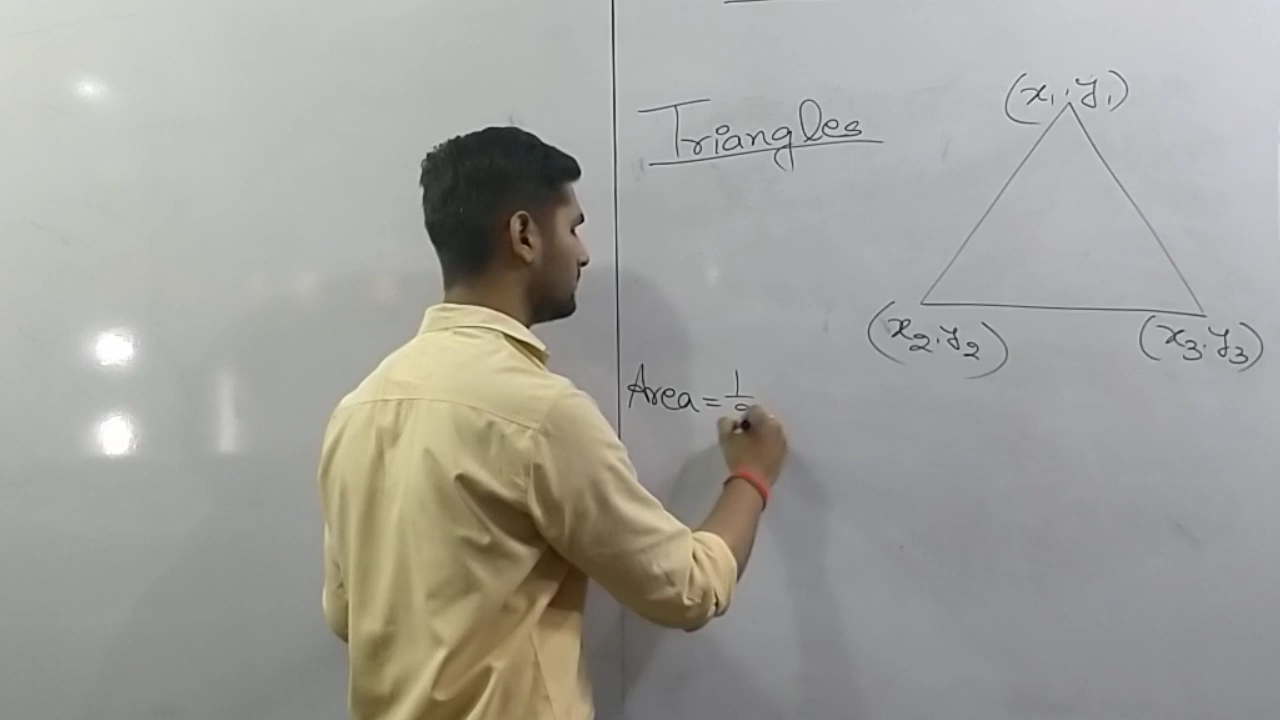 Triangles
(x₁, y₁)
(x₂, y₂)
(x₃, y₃)
Area = 1/2